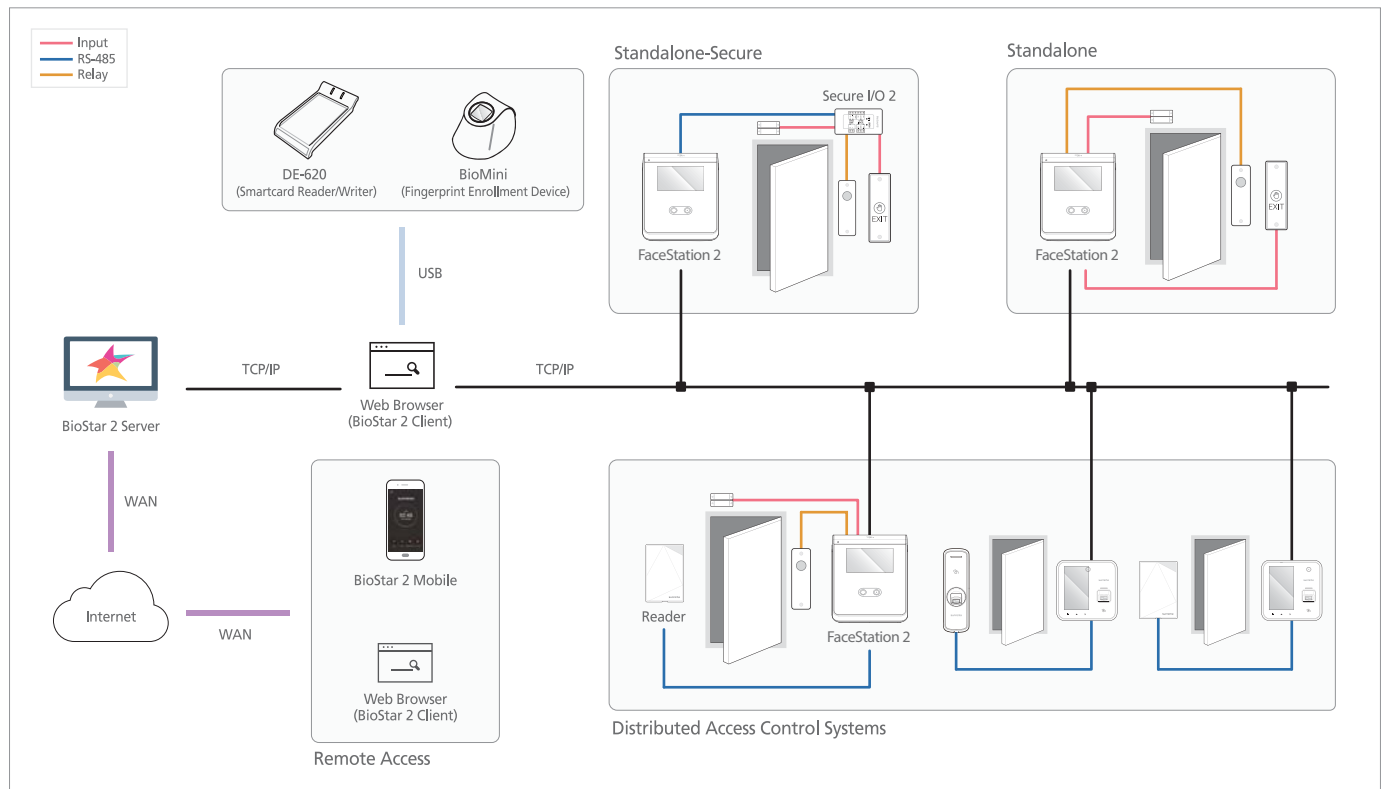 Input
RS-485
Relay
DE-620
(Smartcard Reader/Writer)
BioMini
(Fingerprint Enrollment Device)
USB
Standalone-Secure
Secure I/O 2
EXIT
FaceStation 2
Standalone
EXIT
FaceStation 2
BioStar 2 Server
TCP/IP
Web Browser
(BioStar 2 Client)
TCP/IP
WAN
Internet
WAN
BioStar 2 Mobile
Web Browser
(BioStar 2 Client)
Remote Access
Reader
FaceStation 2
Distributed Access Control Systems